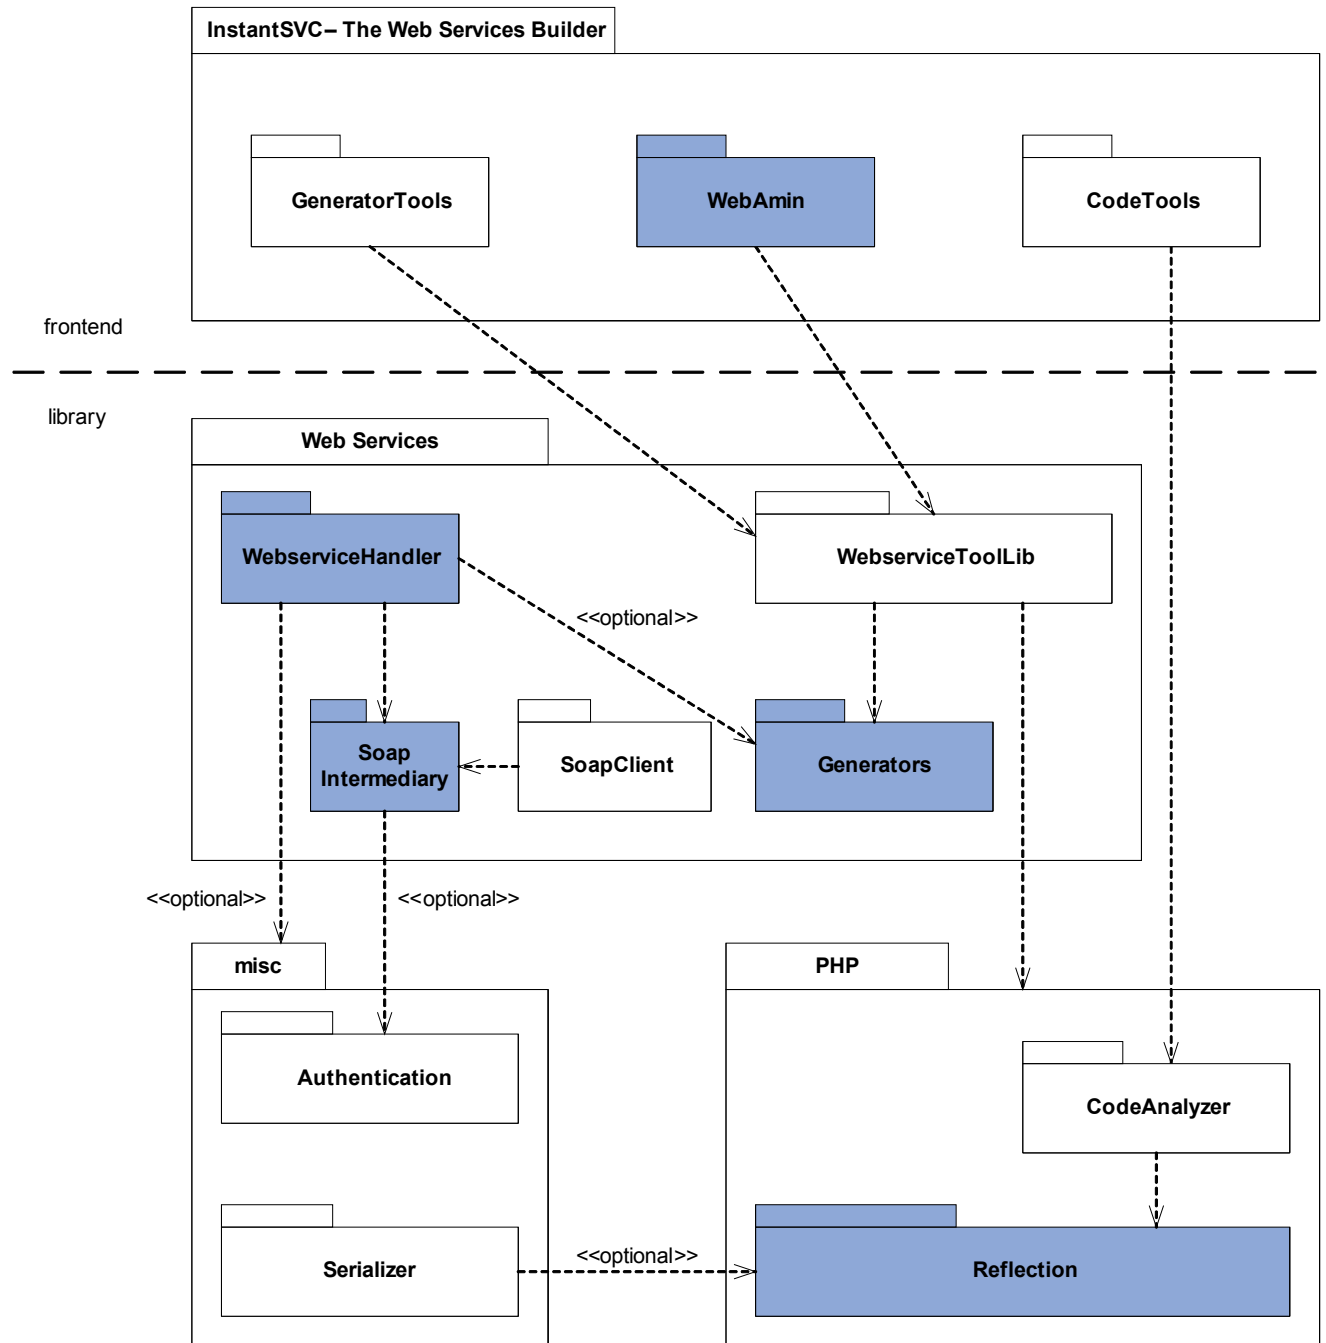 InstantSVC– The Web Services Builder
GeneratorTools
WebAmin
CodeTools
frontend
library
Web Services
WebserviceHandler
WebserviceToolLib
<<optional>>
Soap
Intermediary
SoapClient
Generators
<<optional>>
<<optional>>
misc
PHP
Authentication
CodeAnalyzer
Serializer
<<optional>>
Reflection